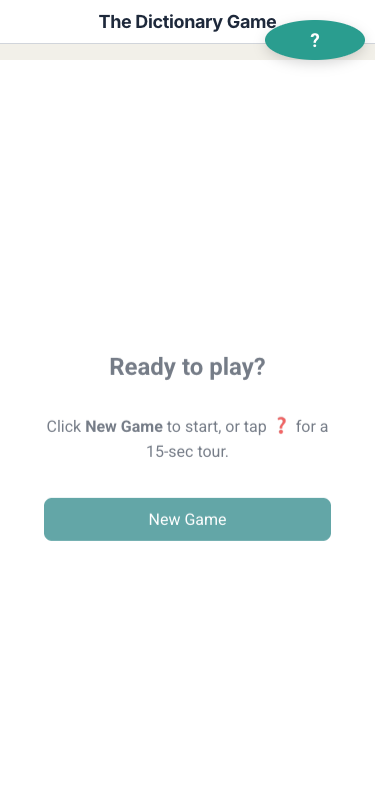 The Dictionary Game
?
Ready to play?
Click New Game to start, or tap ❓ for a
15-sec tour.
New Game